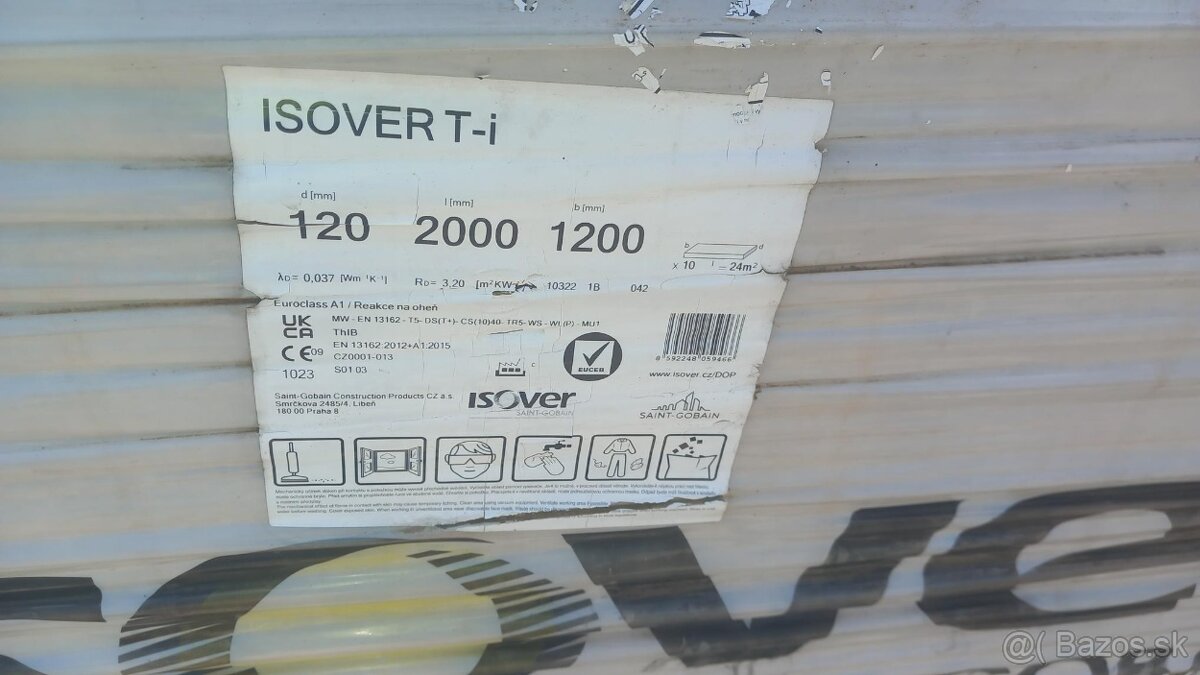 ISOVER T-i
d [mm] l [mm] b [mm]
120 2000 1200
b d
x 10 l = 24m²
λD= 0,037 [Wm⁻¹K⁻¹] RD= 3,20 [m²KW 10322 1B 042
Euroclass A1 / Reakce na oheň
UK CA
MW - EN 13162 - T5- DS(T+)- CS(10)40- TR5- WS - WL(P) - MU1
ThIB
EN 13162:2012+A1:2015
CE 09
CZ0001-013
1023
S01 03
c
EUCEB
8 592248 059466
www.isover.cz/DOP
Saint-Gobain Construction Products CZ a.s.
Smrčkova 2485/4, Libeň
180 00 Praha 8
isover
SAINT-GOBAIN
SAINT-GOBAIN
ove
@( Bazos.sk